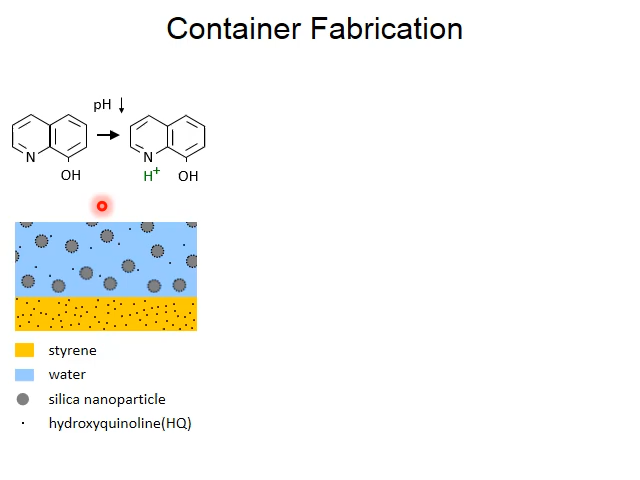 Container Fabrication
pH ↓
N
OH
N
H+
OH
styrene
water
silica nanoparticle
hydroxyquinoline(HQ)